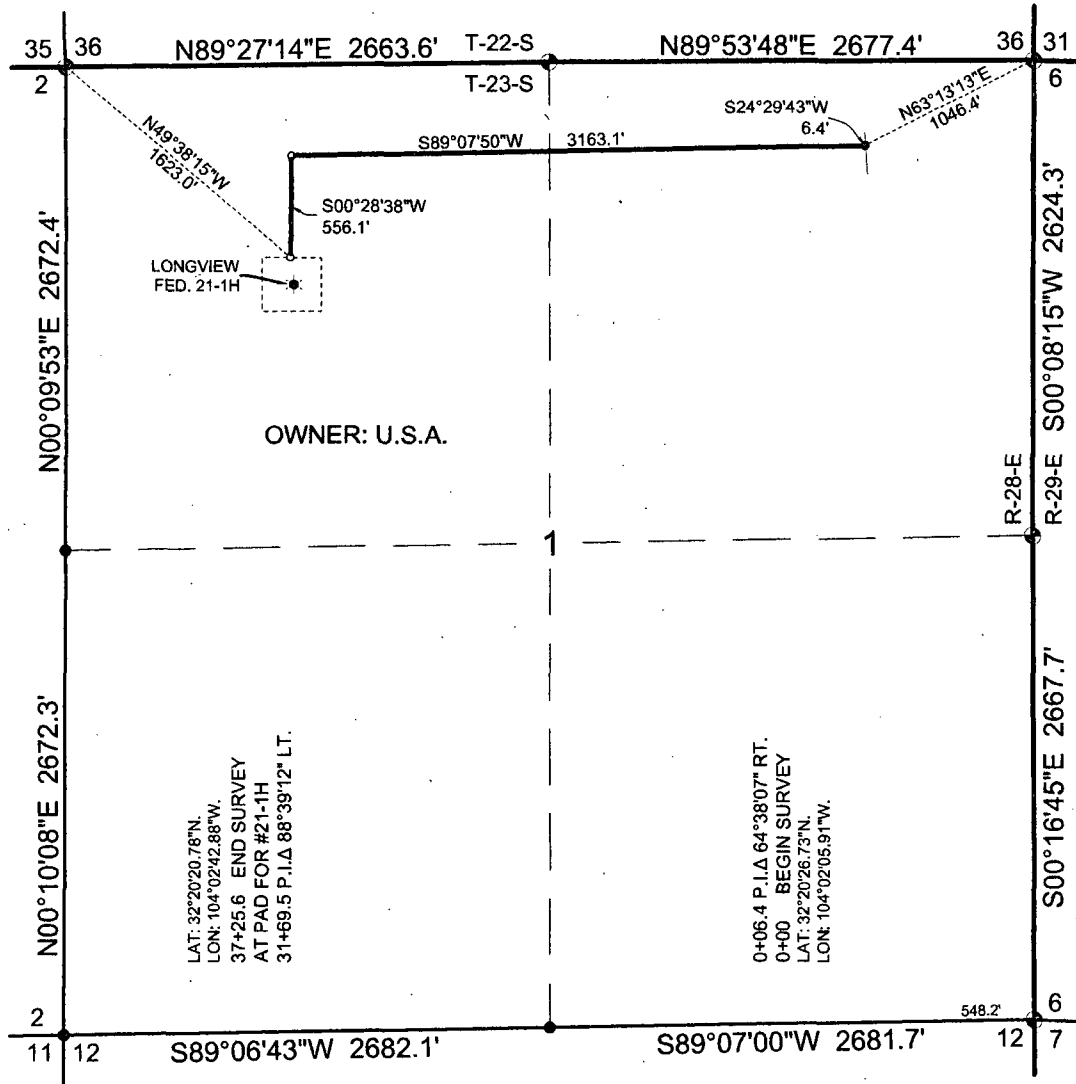 35 36
N89°27'14"E 2663.6'
T-22-S
N89°53'48"E 2677.4'
36 31
2
T-23-S
6
S24°29'43"W
6.4'
N63°13'13"E
1046.4'
N49°38'15"W
1623.0'
S89°07'50"W 3163.1'
S00°28'38"W
556.1'
LONGVIEW
FED. 21-1H
N00°09'53"E 2672.4'
S00°08'15"W 2624.3'
OWNER: U.S.A.
R-28-E
R-29-E
1
N00°10'08"E 2672.3'
LAT: 32°20'20.78"N.
LON: 104°02'42.88"W.
37+25.6 END SURVEY
AT PAD FOR #21-1H
31+69.5 P.I.Δ 88°39'12" LT.
0+06.4 P.I.Δ 64°38'07" RT.
0+00 BEGIN SURVEY
LAT: 32°20'26.73"N.
LON: 104°02'05.91"W.
S00°16'45"E 2667.7'
2
548.2'
6
11 12
S89°06'43"W 2682.1'
S89°07'00"W 2681.7'
12 7